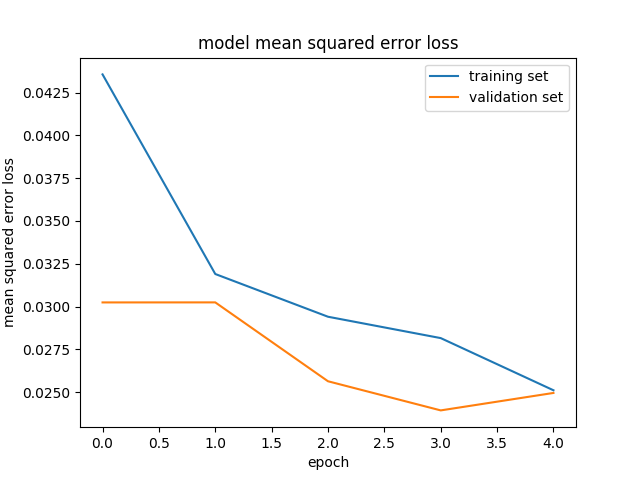 model mean squared error loss
training set
validation set
0.0425
0.0400
0.0375
0.0350
0.0325
0.0300
0.0275
0.0250
mean squared error loss
0.0 0.5 1.0 1.5 2.0 2.5 3.0 3.5 4.0
epoch